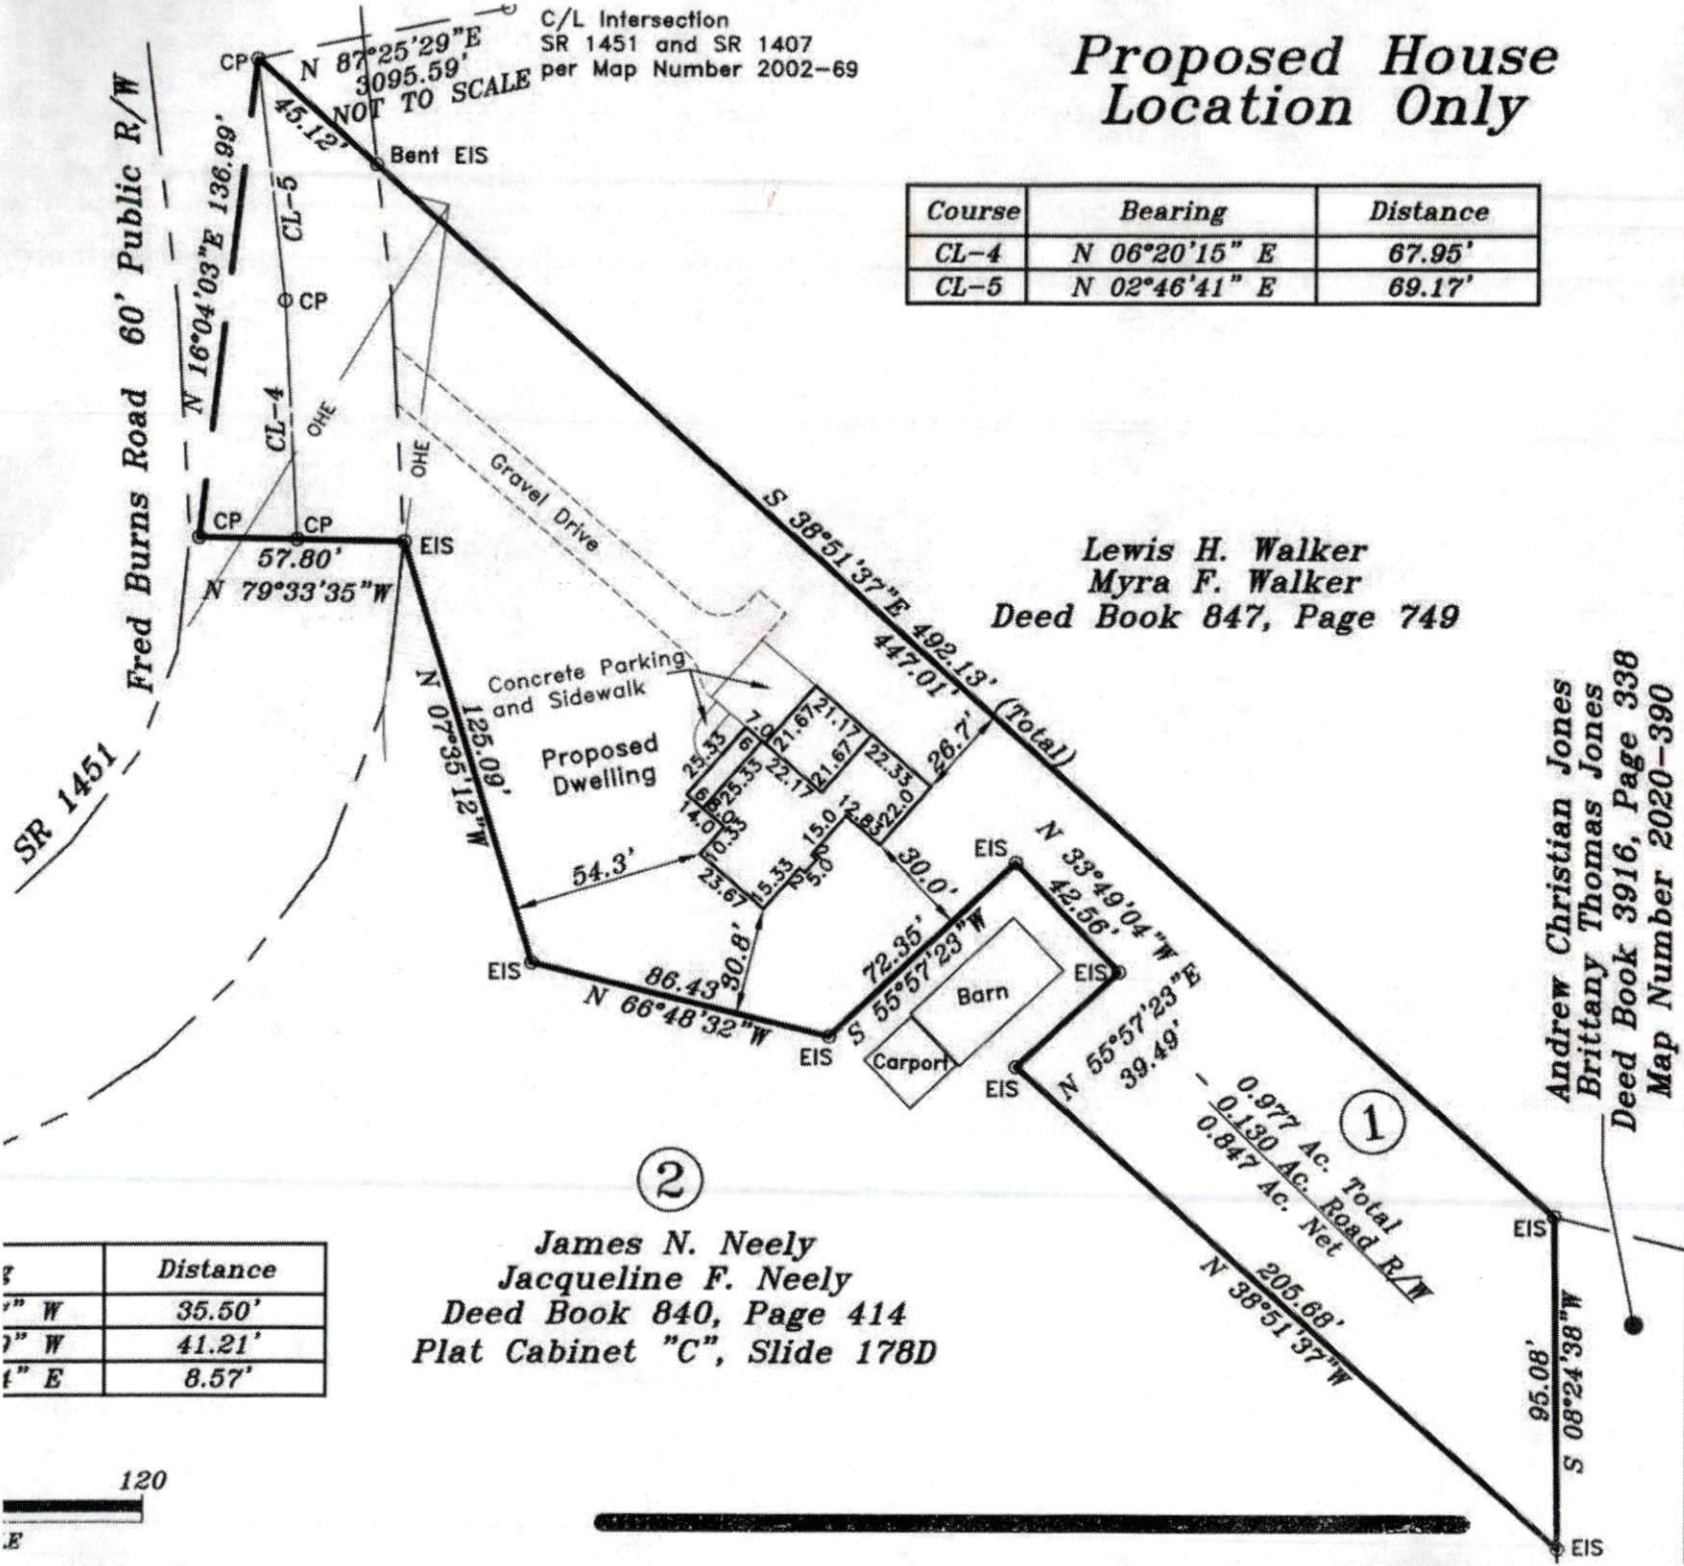 C/L Intersection
SR 1451 and SR 1407
per Map Number 2002-69
N 87°25'29"E
3095.59'
NOT TO SCALE
Proposed House
Location Only
CP
45.12'
Bent EIS
Fred Burns Road 60' Public R/W
N 16°04'03"E 136.99'
CL-5
CP
CL-4
OHE
OHE
Course Bearing Distance
CL-4 N 06°20'15" E 67.95'
CL-5 N 02°46'41" E 69.17'
CP
CP
EIS
57.80'
N 79°33'35"W
Gravel Drive
S 38°51'37"E 492.13' (Total)
447.01'
Lewis H. Walker
Myra F. Walker
Deed Book 847, Page 749
Andrew Christian Jones
Brittany Thomas Jones
Deed Book 3916, Page 338
Map Number 2020-390
SR 1451
N 07°35'12"W
125.09'
Concrete Parking
and Sidewalk
Proposed
Dwelling
7.0
21.67
21.17
25.33
6
25.33
22.17
21.67
22.33
26.7'
6
14.0
10.33
23.67
15.33
2
5.0
2
15.0
12.83
22.0
54.3'
30.8'
30.0'
EIS
N 33°49'04"W
42.56'
EIS
86.43'
N 66°48'32"W
EIS
72.35'
S 55°57'23"W
Barn
Carport
EIS
EIS
N 55°57'23"E
39.49'
0.977 Ac. Total
- 0.130 Ac. Road R/W
0.847 Ac. Net
1
2
James N. Neely
Jacqueline F. Neely
Deed Book 840, Page 414
Plat Cabinet "C", Slide 178D
205.68'
N 38°51'37"W
EIS
95.08'
S 08°24'38"W
EIS
Distance
" W 35.50'
" W 41.21'
" E 8.57'
120